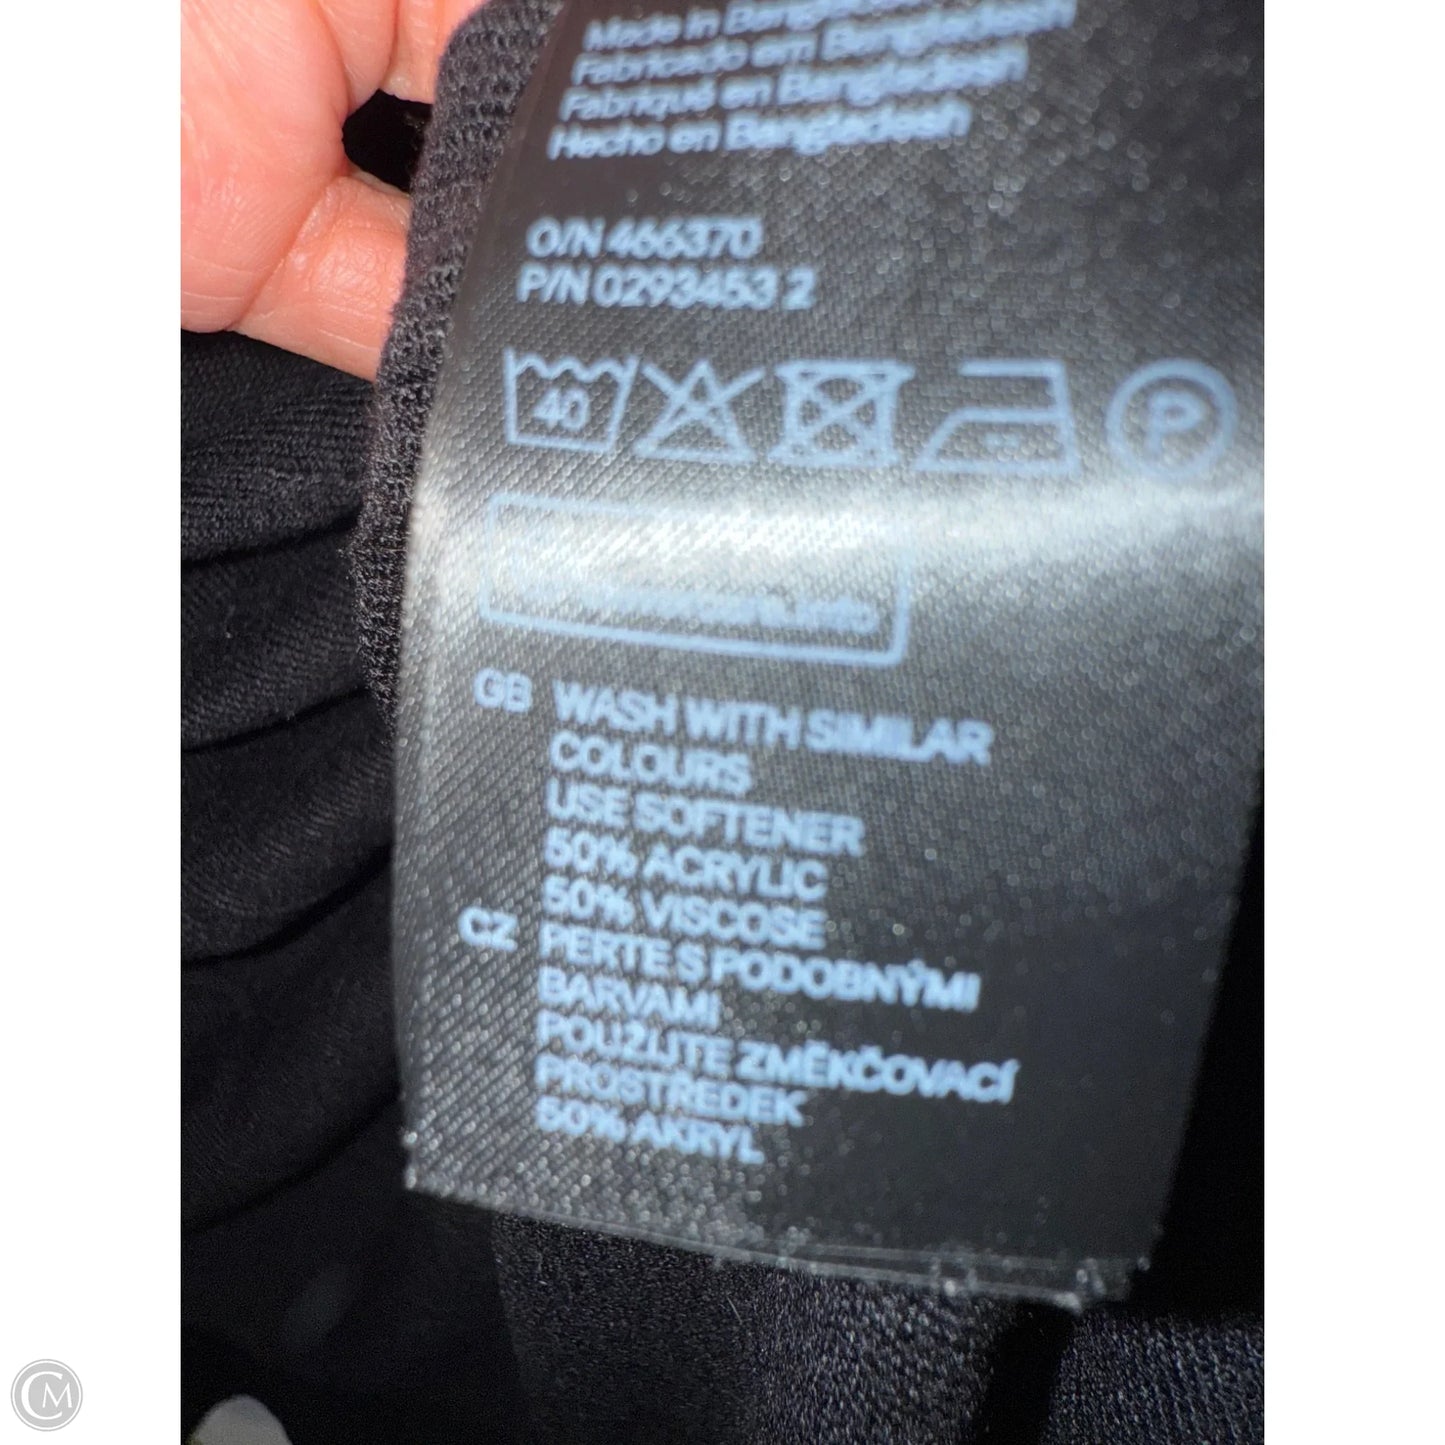 Made in Bangladesh
Fabricado em Bangladesh
Fabriqué en Bangladesh
Hecho en Bangladesh
O/N 466370
P/N 0293453 2
40
P
GB WASH WITH SIMILAR
COLOURS
USE SOFTENER
50% ACRYLIC
50% VISCOSE
CZ PERTE S PODOBNÝMI
BARVAMI
POUŽIJTE ZMĚKČOVACÍ
PROSTŘEDEK
50% AKRYL
CM